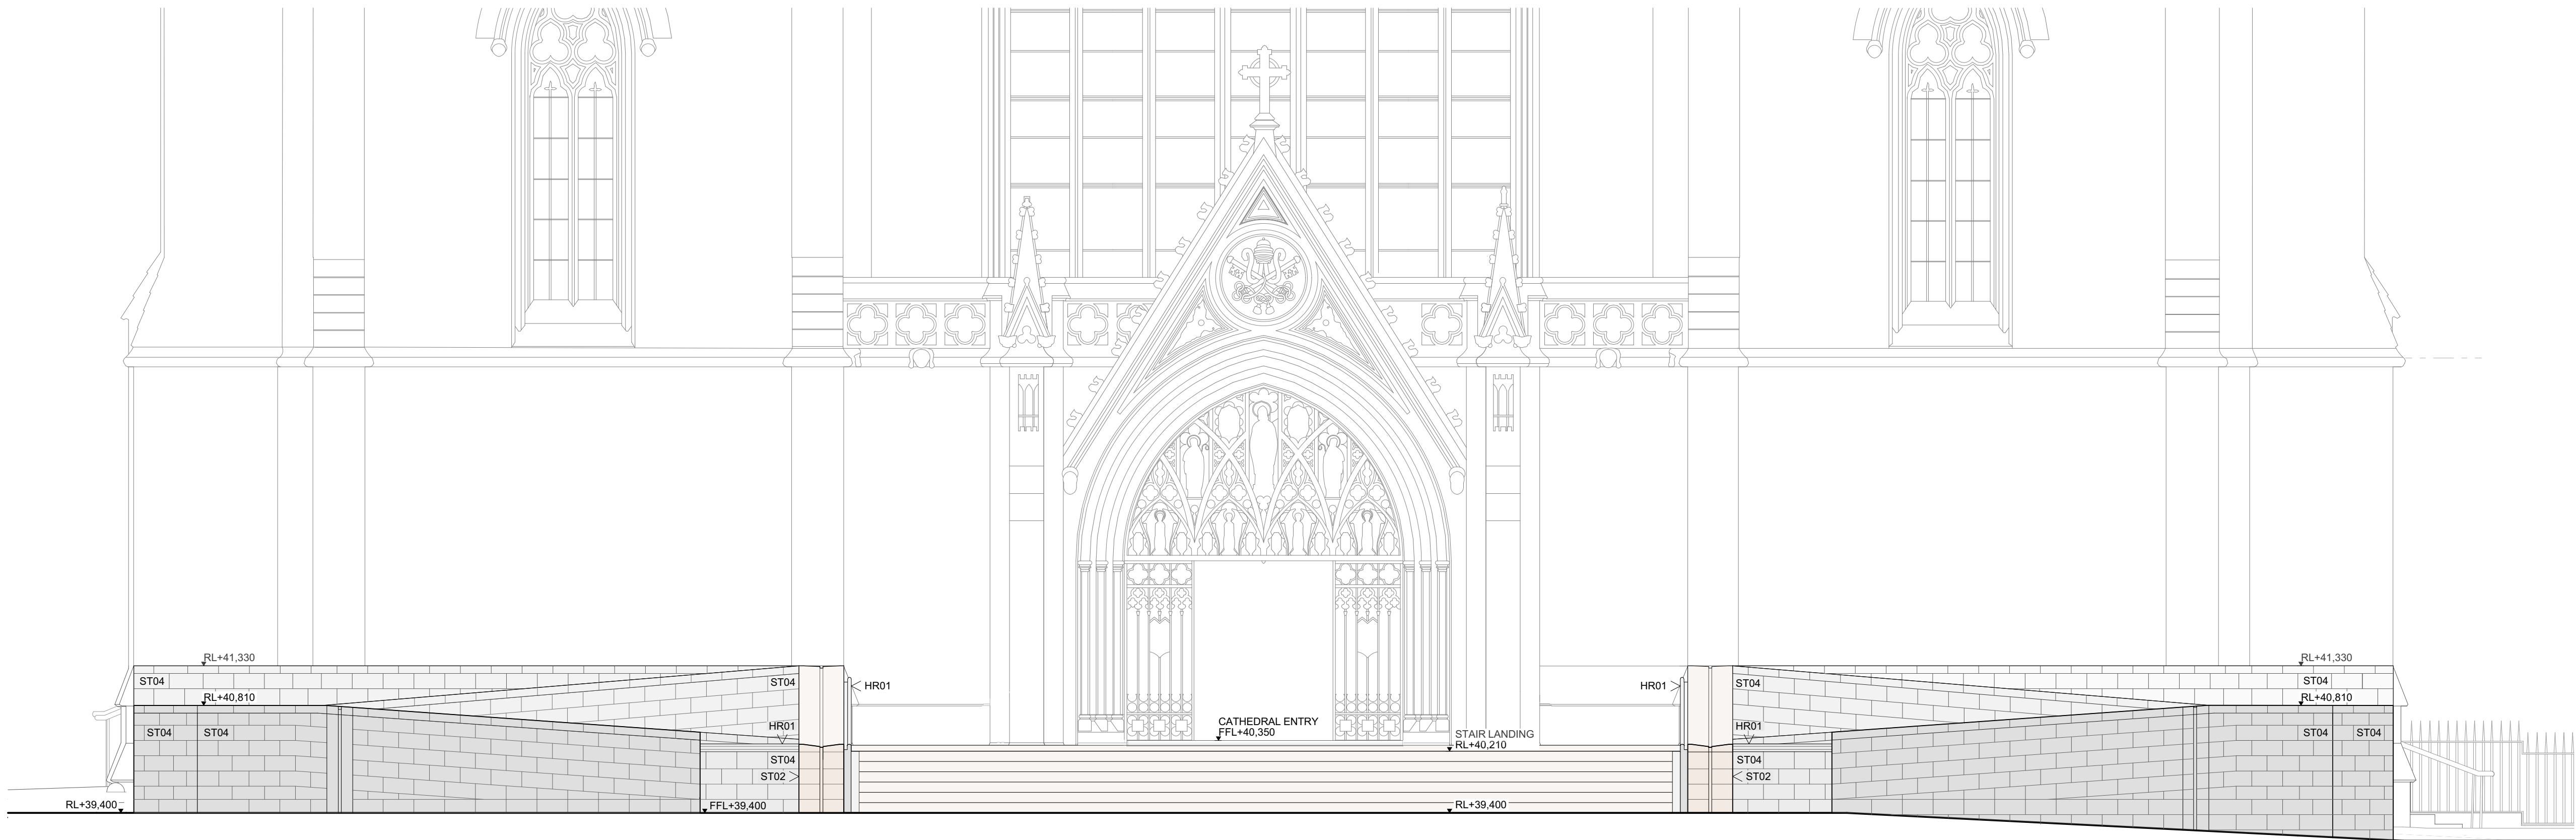 RL+41,330
RL+41,330
ST04
ST04
HR01
HR01
ST04
ST04
RL+40,810
RL+40,810
ST04
ST04
HR01
CATHEDRAL ENTRY
FFL+40,350
STAIR LANDING
RL+40,210
HR01
ST04
ST04
ST04
ST04
ST02
ST02
RL+39,400
FFL+39,400
RL+39,400